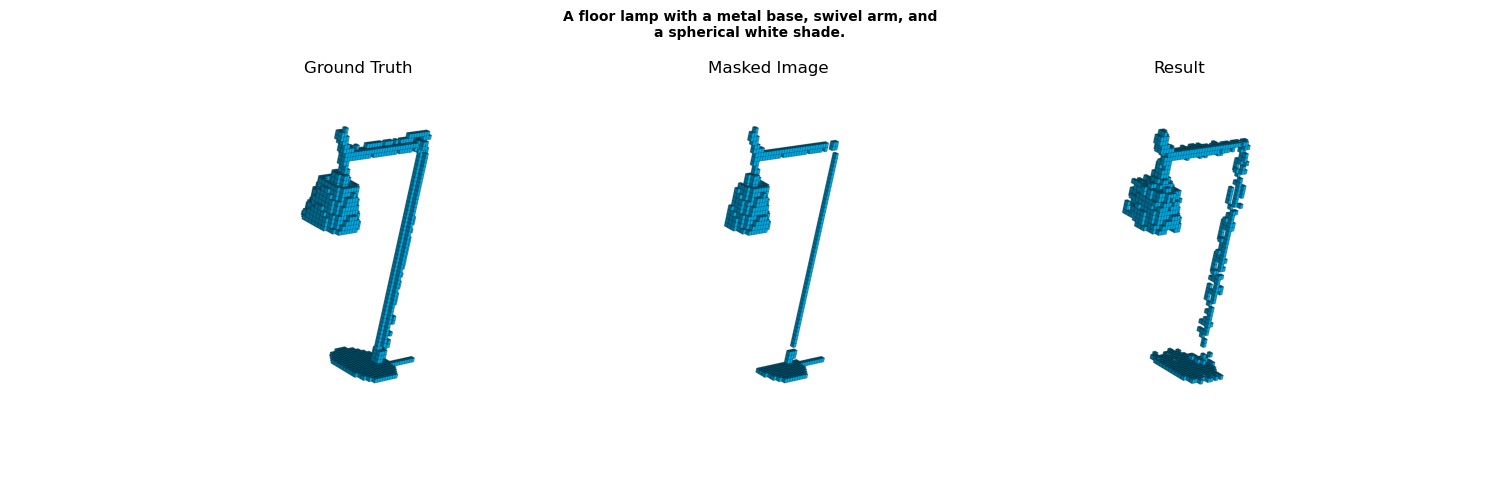 A floor lamp with a metal base, swivel arm, and
a spherical white shade.
Ground Truth
Masked Image
Result